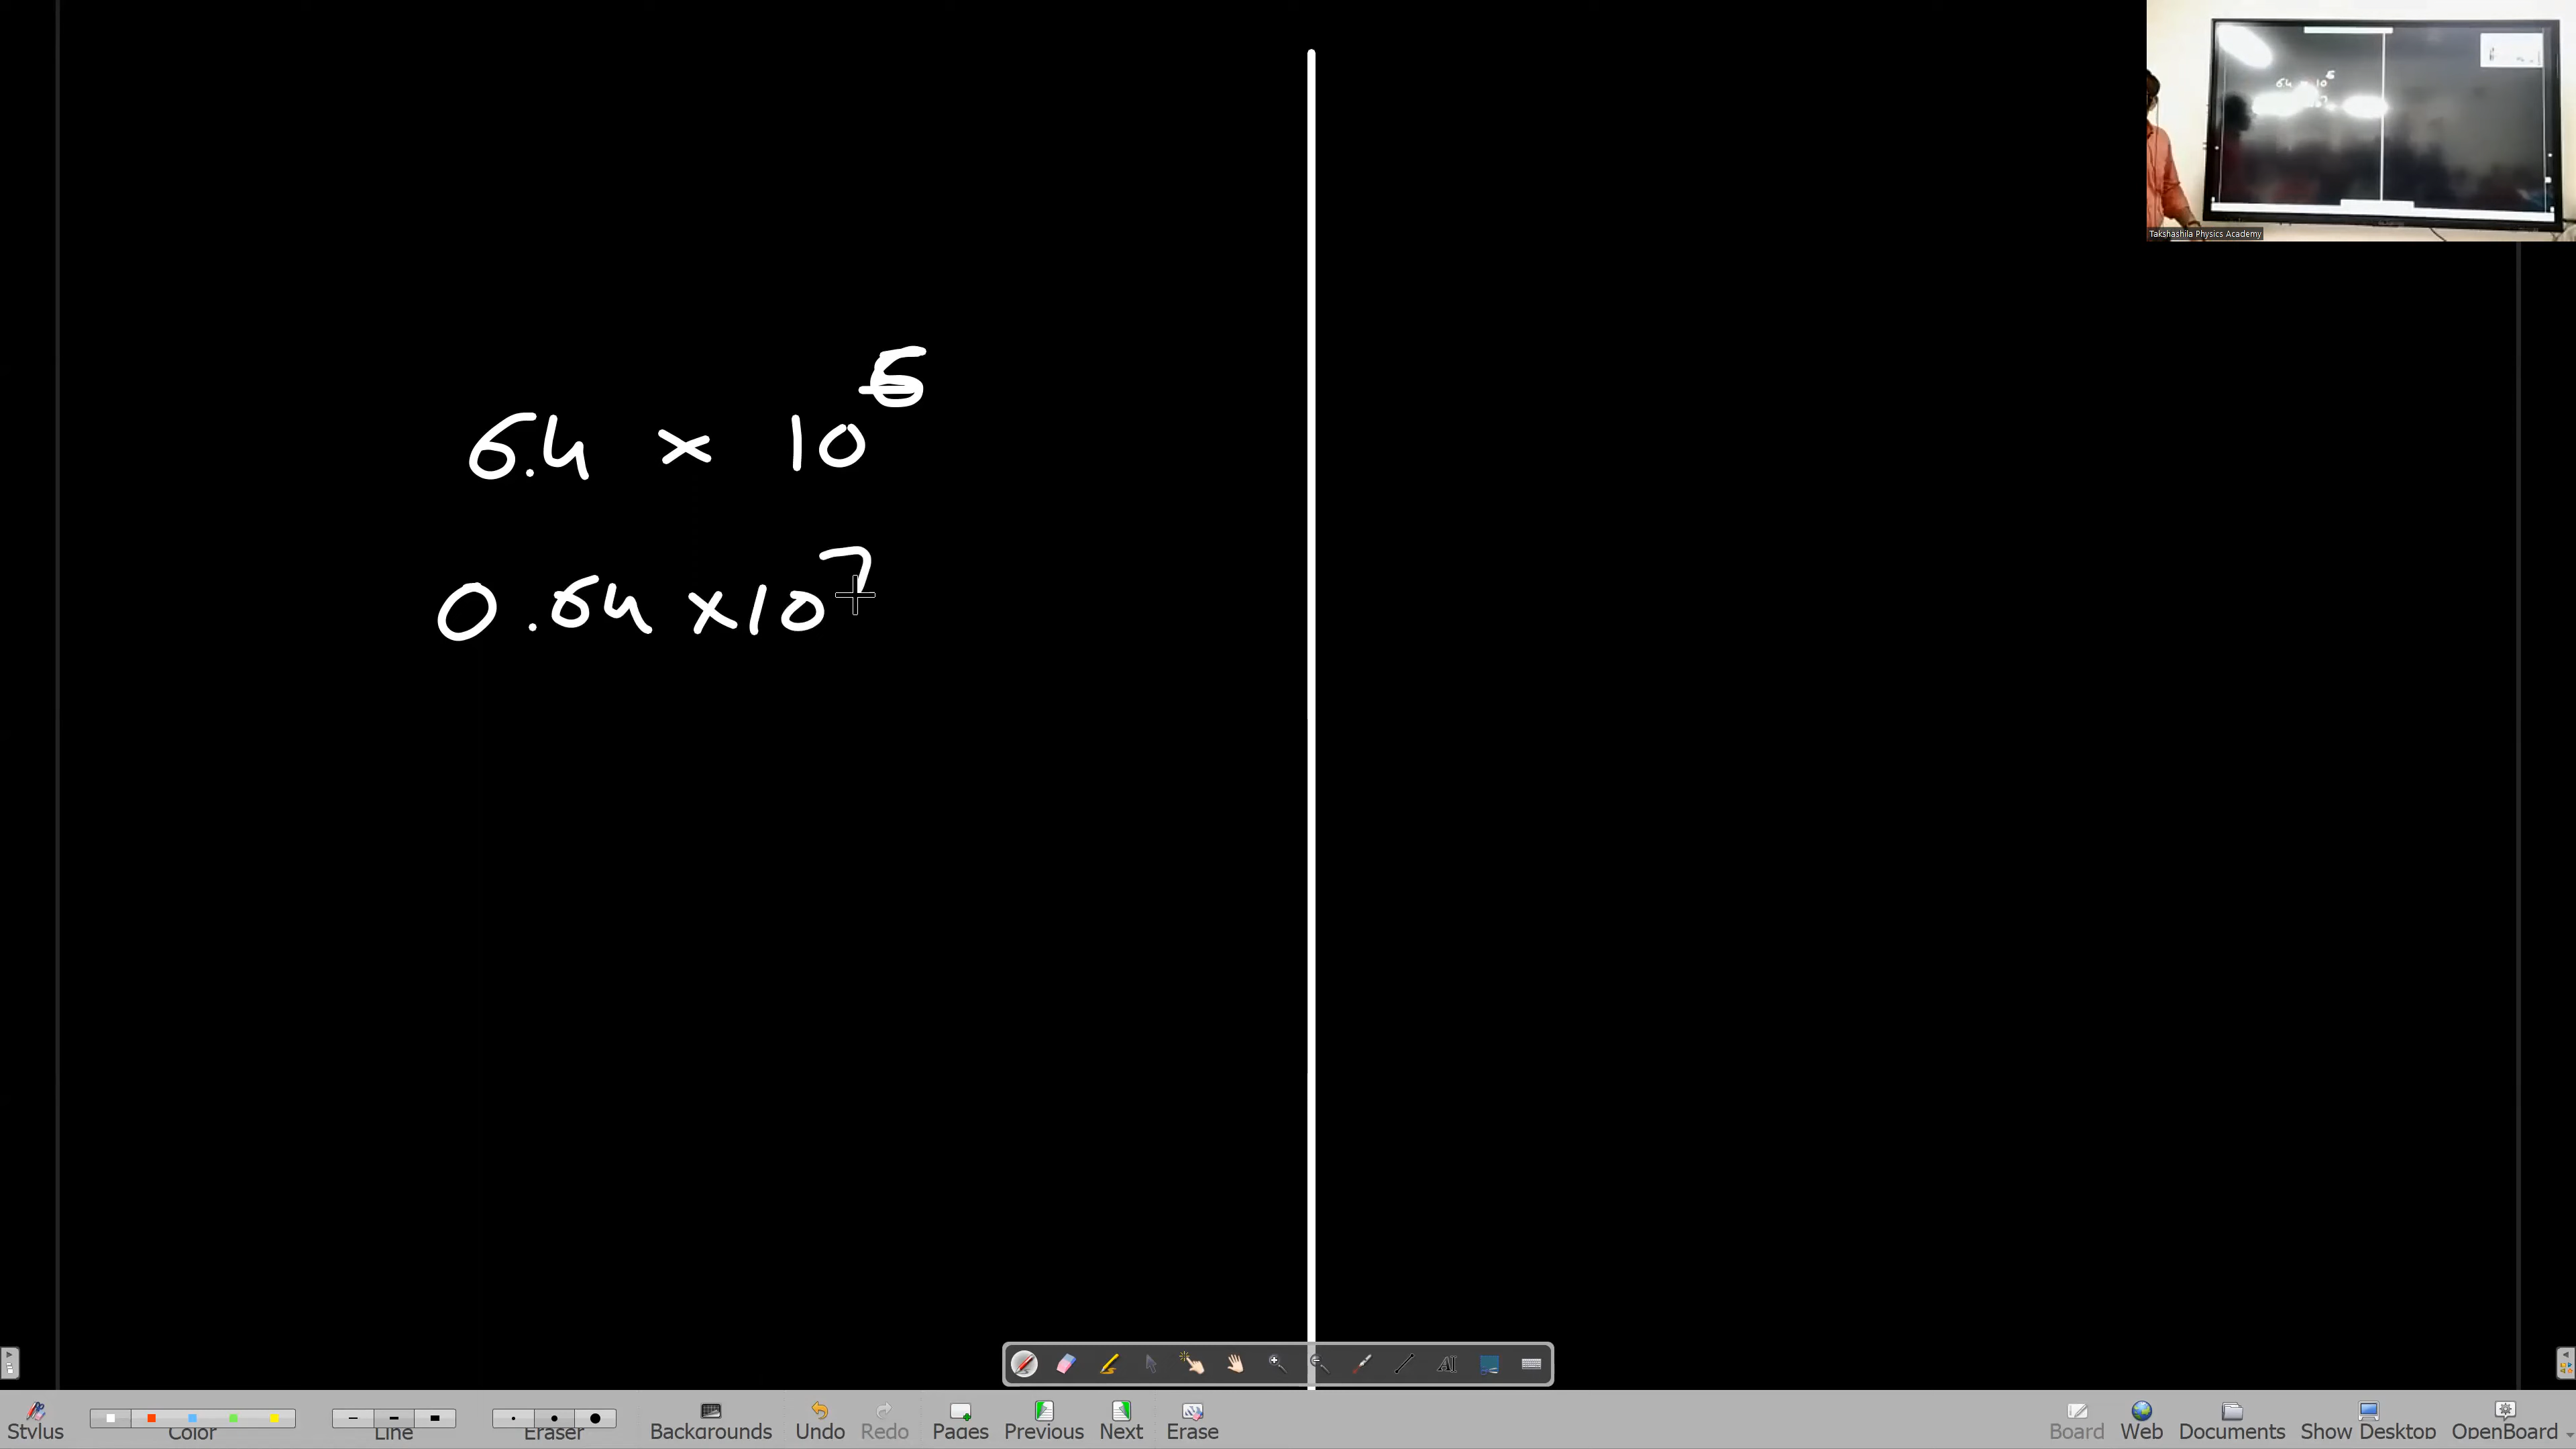 Takshashila Physics Academy
6.4 × 10⁶
0.64 × 10⁷
Stylus Color Line Eraser Backgrounds Undo Redo Pages Previous Next Erase Board Web Documents Show Desktop OpenBoard